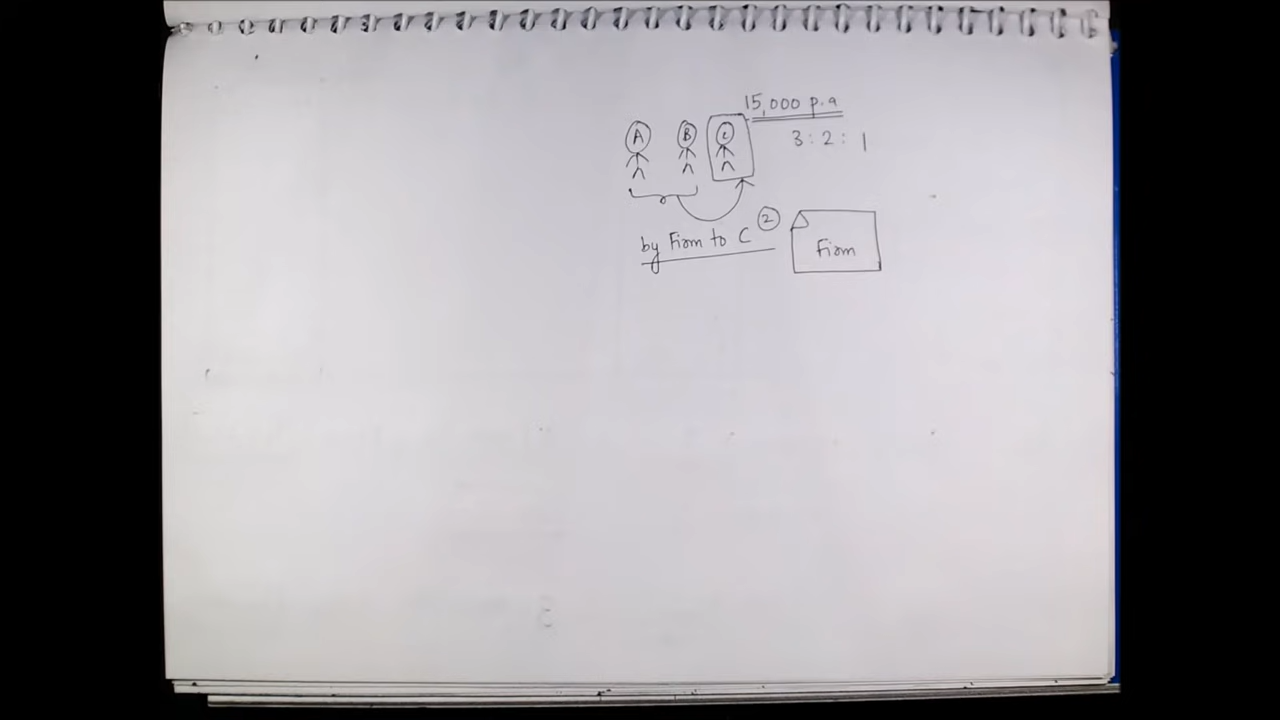 15,000 p.a
A B C
3 : 2 : 1
by Firm to C ②
Firm